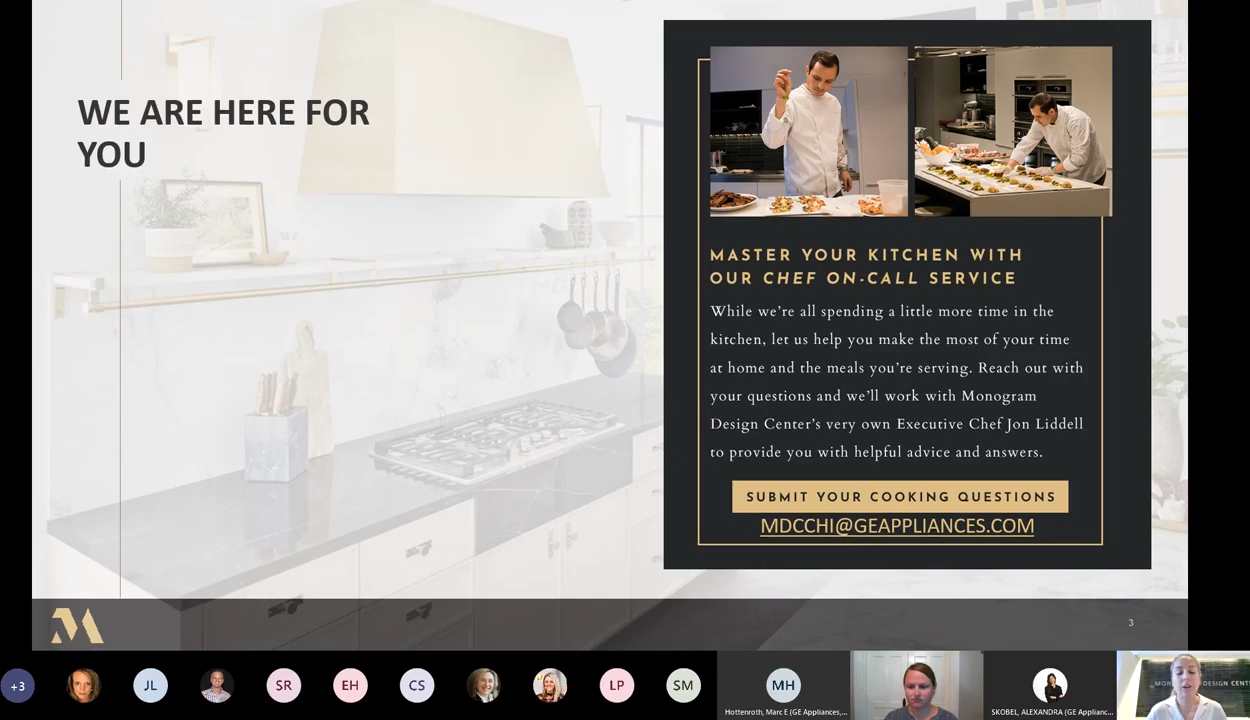 WE ARE HERE FOR
YOU
MASTER YOUR KITCHEN WITH
OUR CHEF ON-CALL SERVICE
While we’re all spending a little more time in the
kitchen, let us help you make the most of your time
at home and the meals you’re serving. Reach out with
your questions and we’ll work with Monogram
Design Center’s very own Executive Chef Jon Liddell
to provide you with helpful advice and answers.
SUBMIT YOUR COOKING QUESTIONS
MDCCHI@GEAPPLIANCES.COM
3
+3
JL
SR
EH
CS
LP
SM
MH
Hottenroth, Marc E (GE Appliances,...
SKOBEL, ALEXANDRA (GE Applianc...
DESIGN CENT